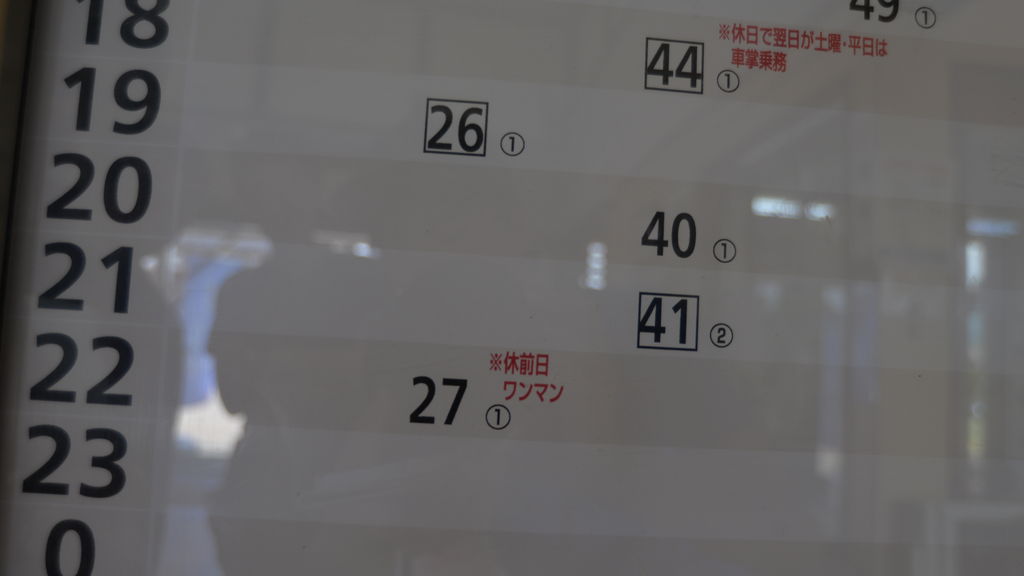 49 ①
18 44 ① ※休日で翌日が土曜・平日は
車掌乗務
19 26 ①
20 40 ①
21 41 ②
22 27 ① ※休前日
ワンマン
23
0